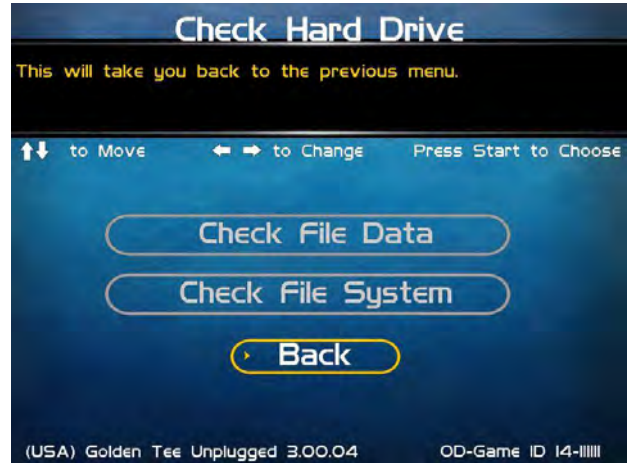 Check Hard Drive
This will take you back to the previous menu.
to Move to Change Press Start to Choose
Check File Data
Check File System
Back
(USA) Golden Tee Unplugged 3.00.04 OD-Game ID 14-111111